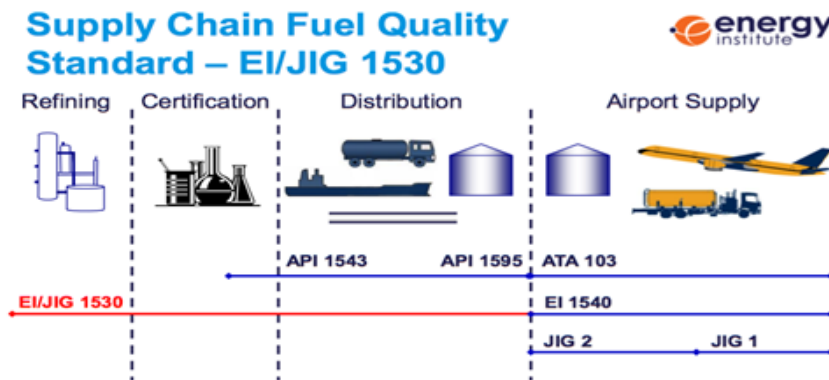 Supply Chain Fuel Quality
Standard – EI/JIG 1530
energy
institute
Refining
Certification
Distribution
Airport Supply
API 1543
API 1595
ATA 103
EI/JIG 1530
EI 1540
JIG 2
JIG 1